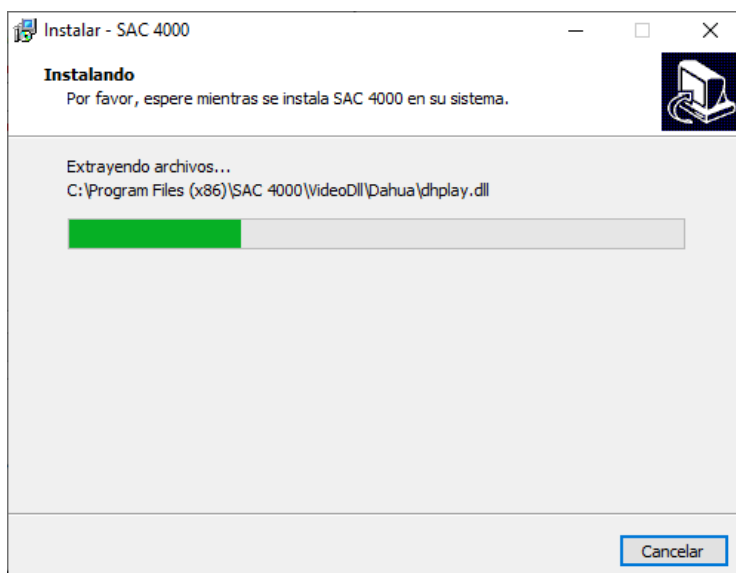 Instalar - SAC 4000
Instalando
Por favor, espere mientras se instala SAC 4000 en su sistema.
Extrayendo archivos...
C:\Program Files (x86)\SAC 4000\VideoDll\Dahua\dhplay.dll
Cancelar